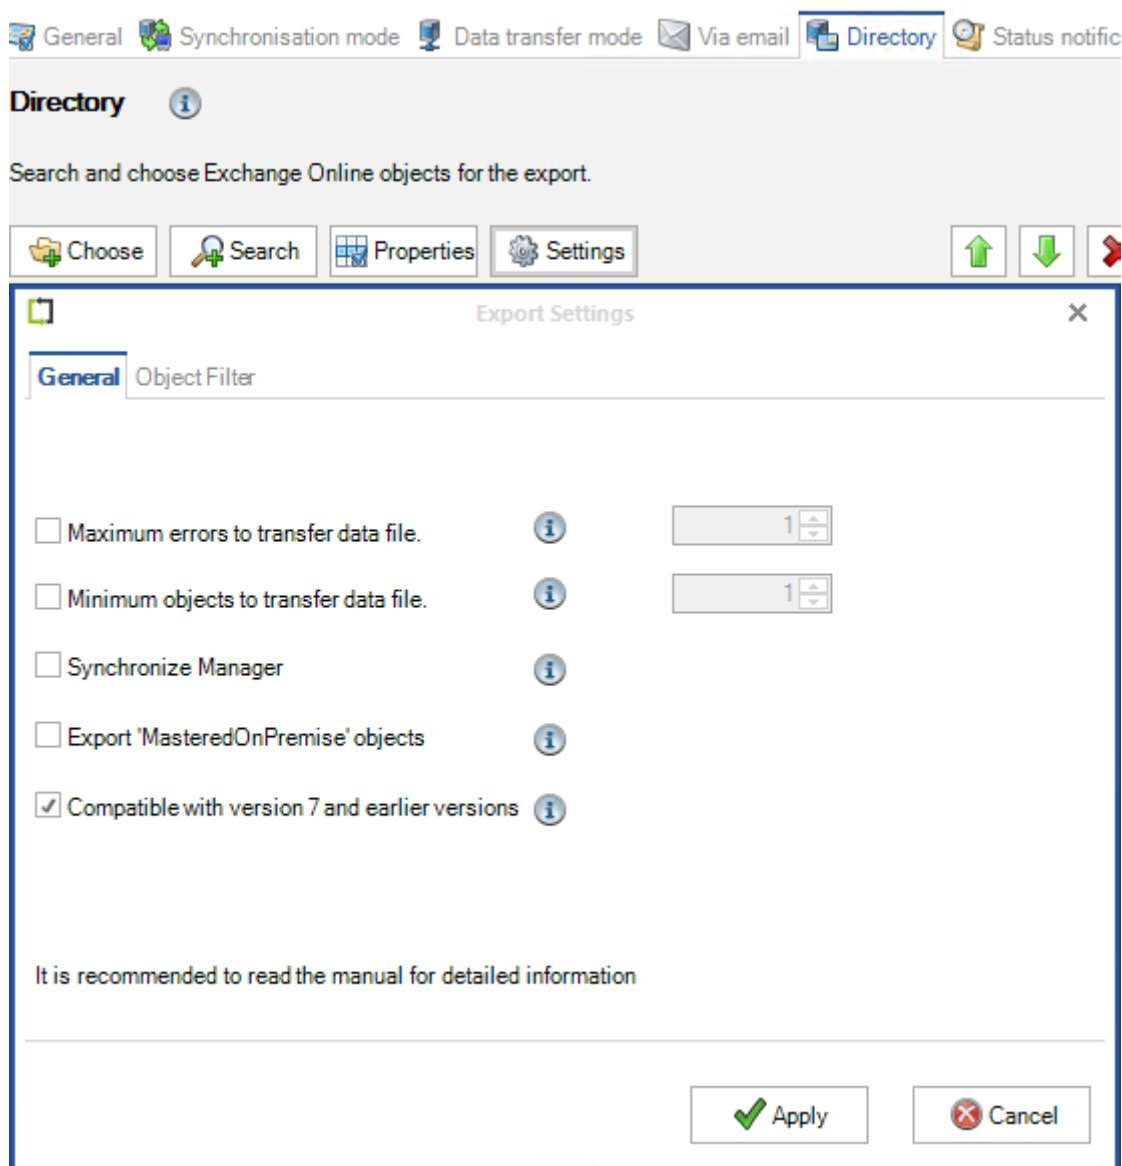 General Synchronisation mode Data transfer mode Via email Directory Status notific
Directory
Search and choose Exchange Online objects for the export.
Choose Search Properties Settings
Export Settings
General Object Filter
Maximum errors to transfer data file. 1
Minimum objects to transfer data file. 1
Synchronize Manager
Export 'MasteredOnPremise' objects
Compatible with version 7 and earlier versions
It is recommended to read the manual for detailed information
Apply Cancel